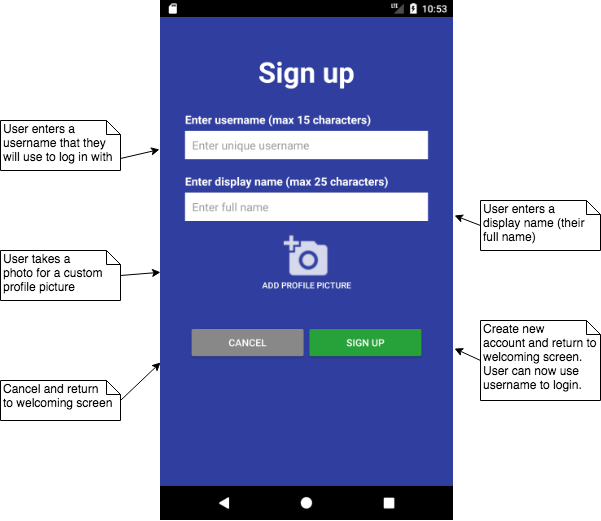 LTE 10:53
Sign up
Enter username (max 15 characters)
User enters a
username that they
will use to log in with
Enter unique username
Enter display name (max 25 characters)
Enter full name
User enters a
display name (their
full name)
User takes a
photo for a custom
profile picture
ADD PROFILE PICTURE
CANCEL
SIGN UP
Create new
account and return to
welcoming screen.
User can now use
username to login.
Cancel and return
to welcoming screen